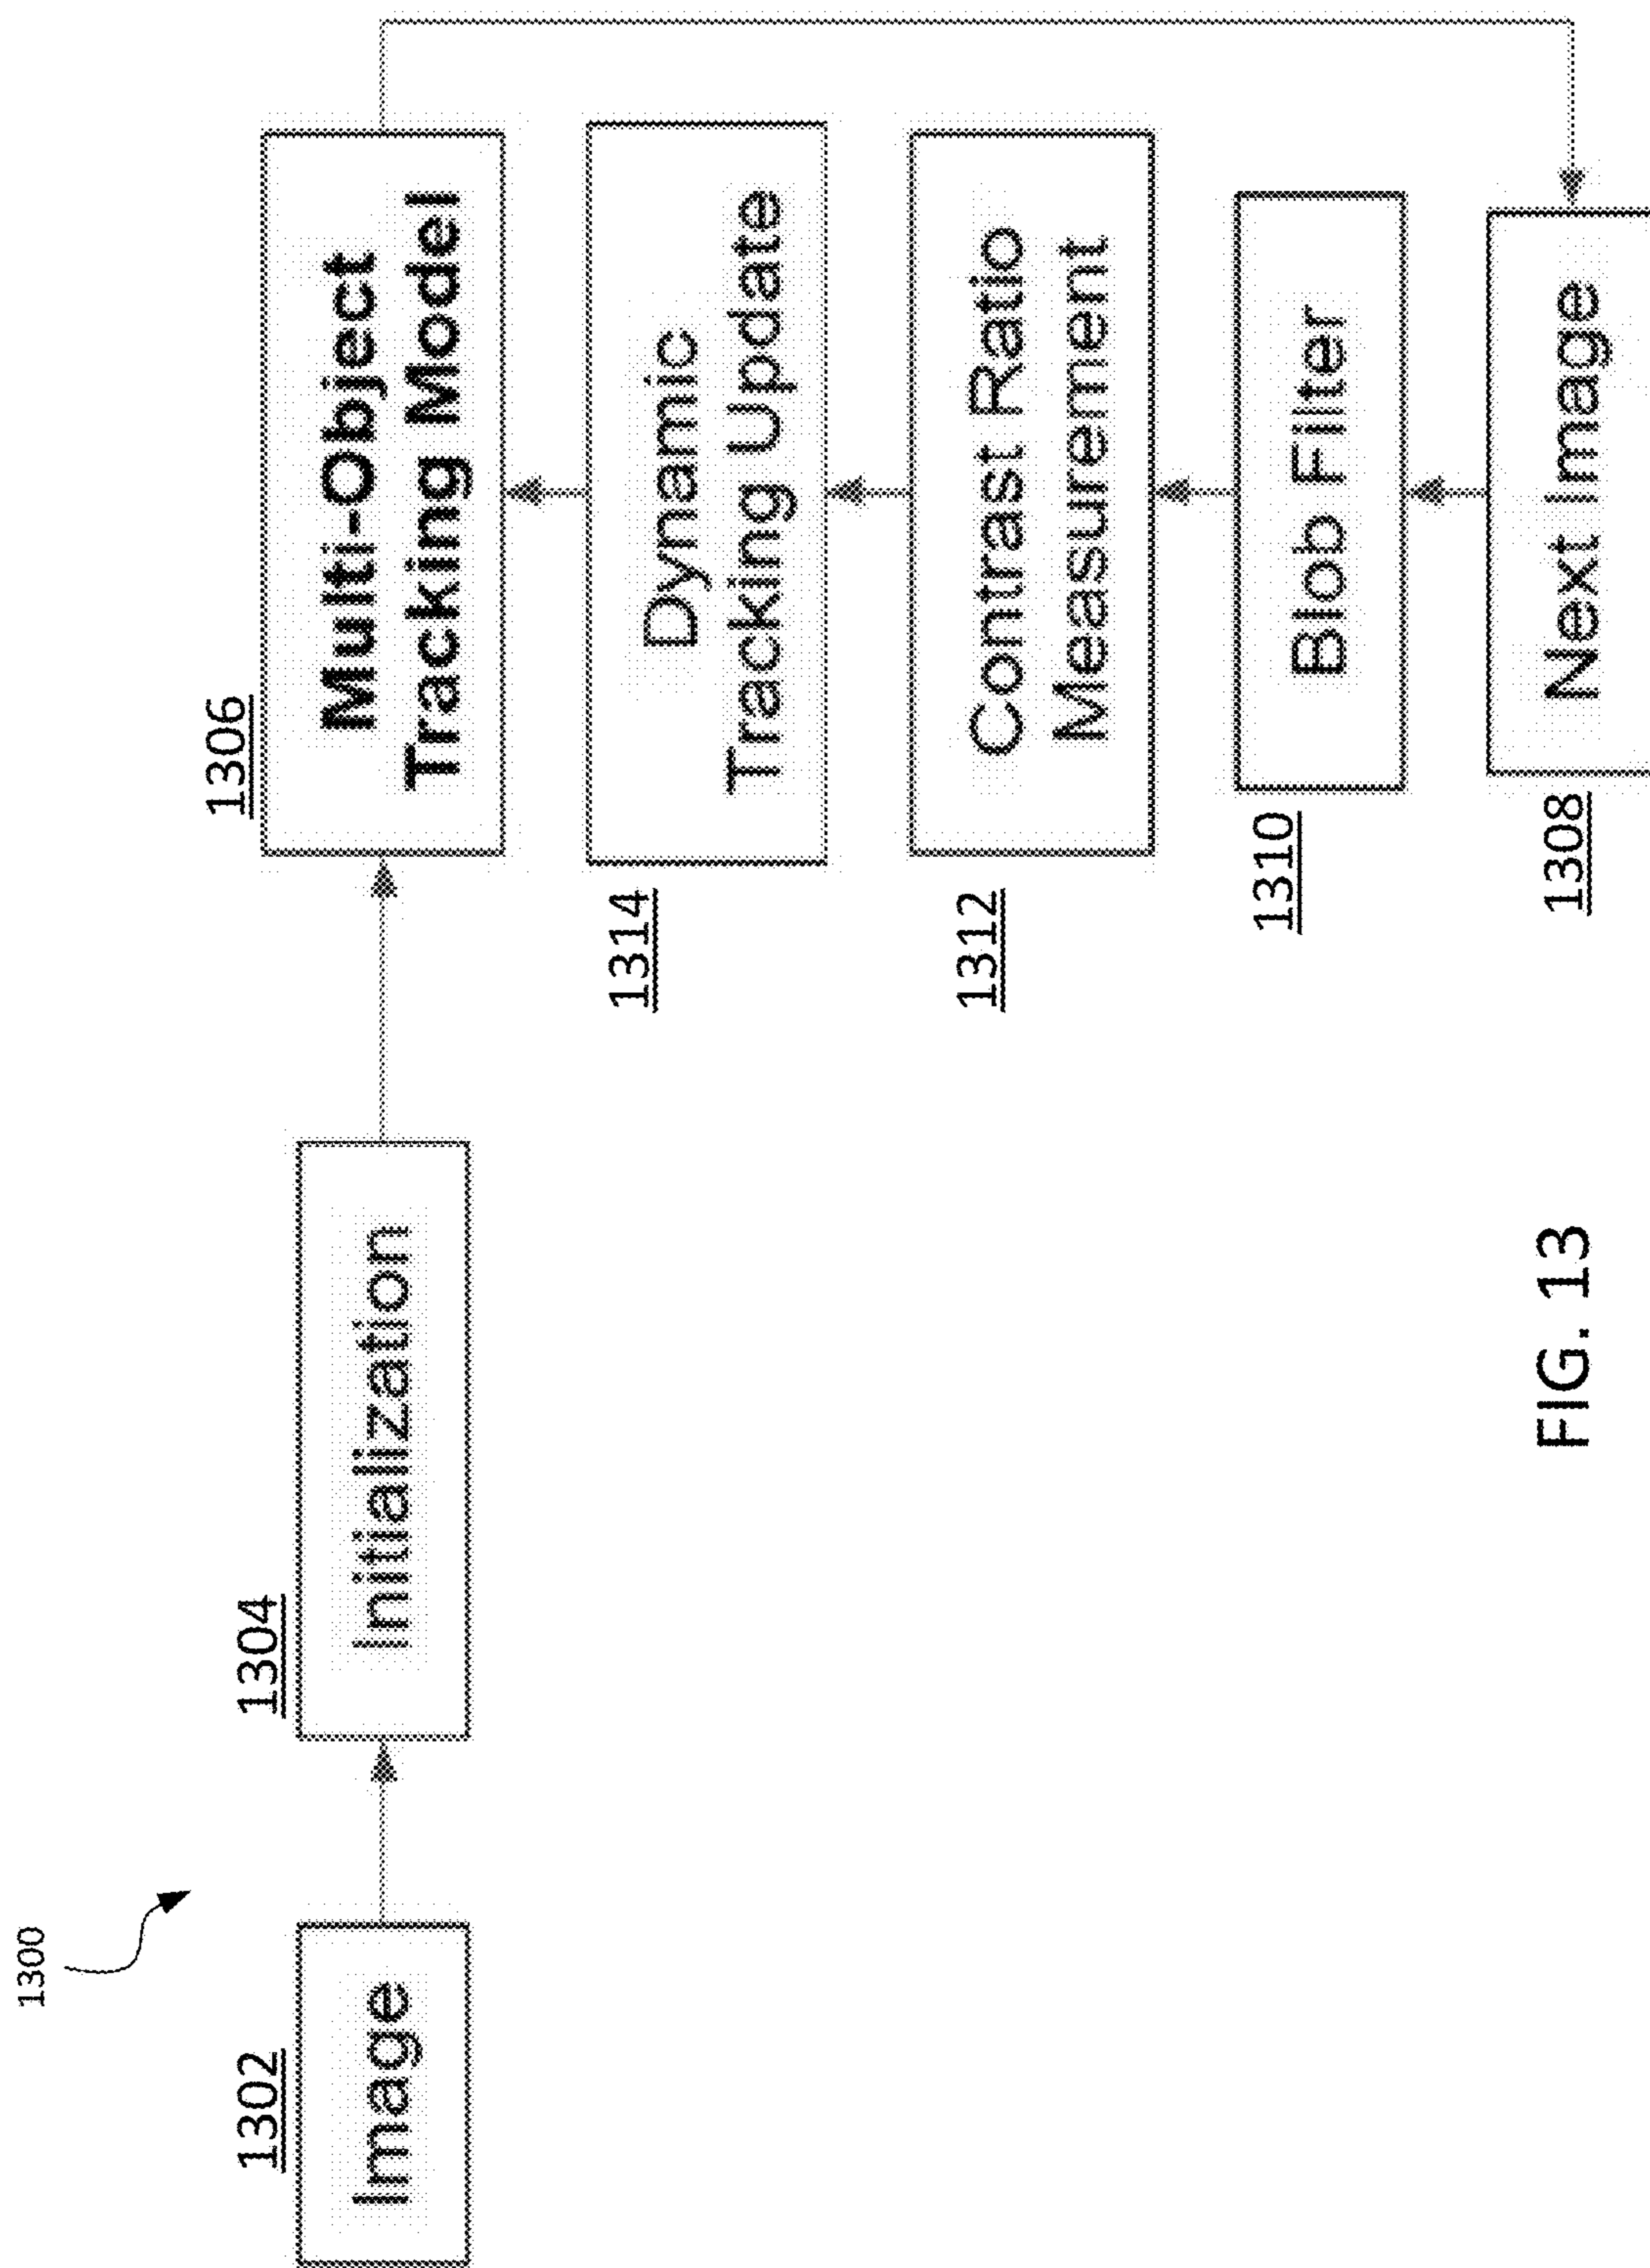 1300
1302
Image
1304
Initialization
1306
Multi-Object
Tracking Model
1314
Dynamic
Tracking Update
1312
Contrast Ratio
Measurement
1310
Blob Filter
1308
Next Image
FIG. 13